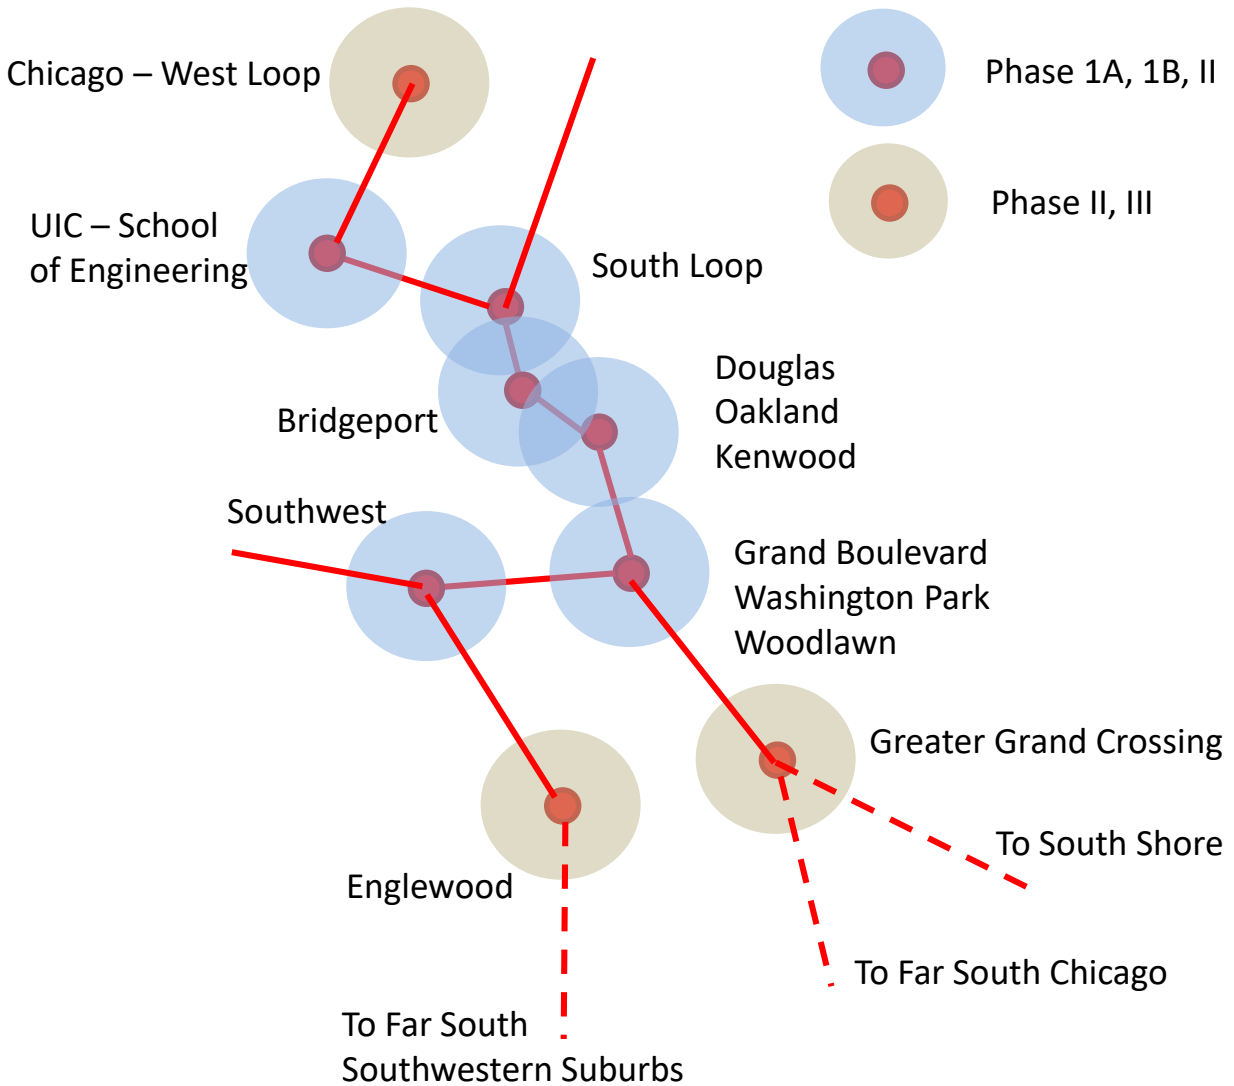 Chicago – West Loop
Phase 1A, 1B, II
Phase II, III
UIC – School
of Engineering
South Loop
Bridgeport
Douglas
Oakland
Kenwood
Southwest
Grand Boulevard
Washington Park
Woodlawn
Greater Grand Crossing
To South Shore
Englewood
To Far South Chicago
To Far South
Southwestern Suburbs